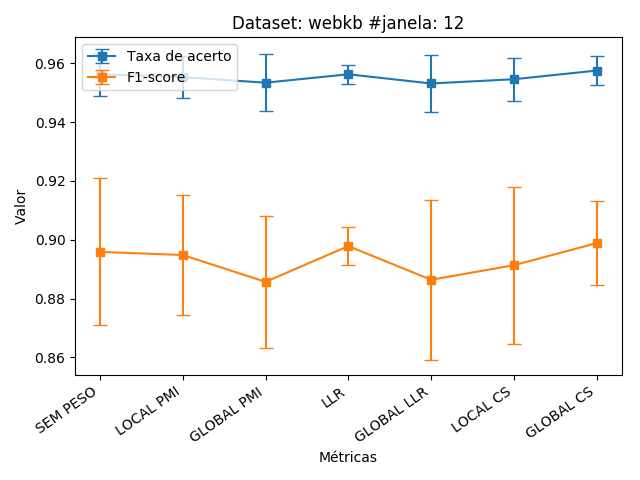 Dataset: webkb #janela: 12
Taxa de acerto
F1-score
Valor
0.96
0.94
0.92
0.90
0.88
0.86
SEM PESO
LOCAL PMI
GLOBAL PMI
LLR
GLOBAL LLR
LOCAL CS
GLOBAL CS
Métricas